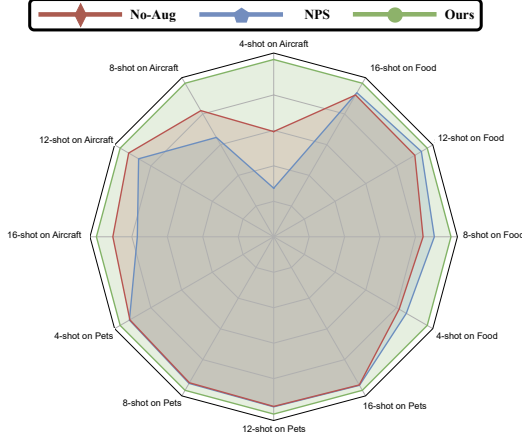 No-Aug NPS Ours
4-shot on Aircraft
8-shot on Aircraft
16-shot on Food
12-shot on Aircraft
12-shot on Food
16-shot on Aircraft
8-shot on Food
4-shot on Pets
4-shot on Food
8-shot on Pets
16-shot on Pets
12-shot on Pets